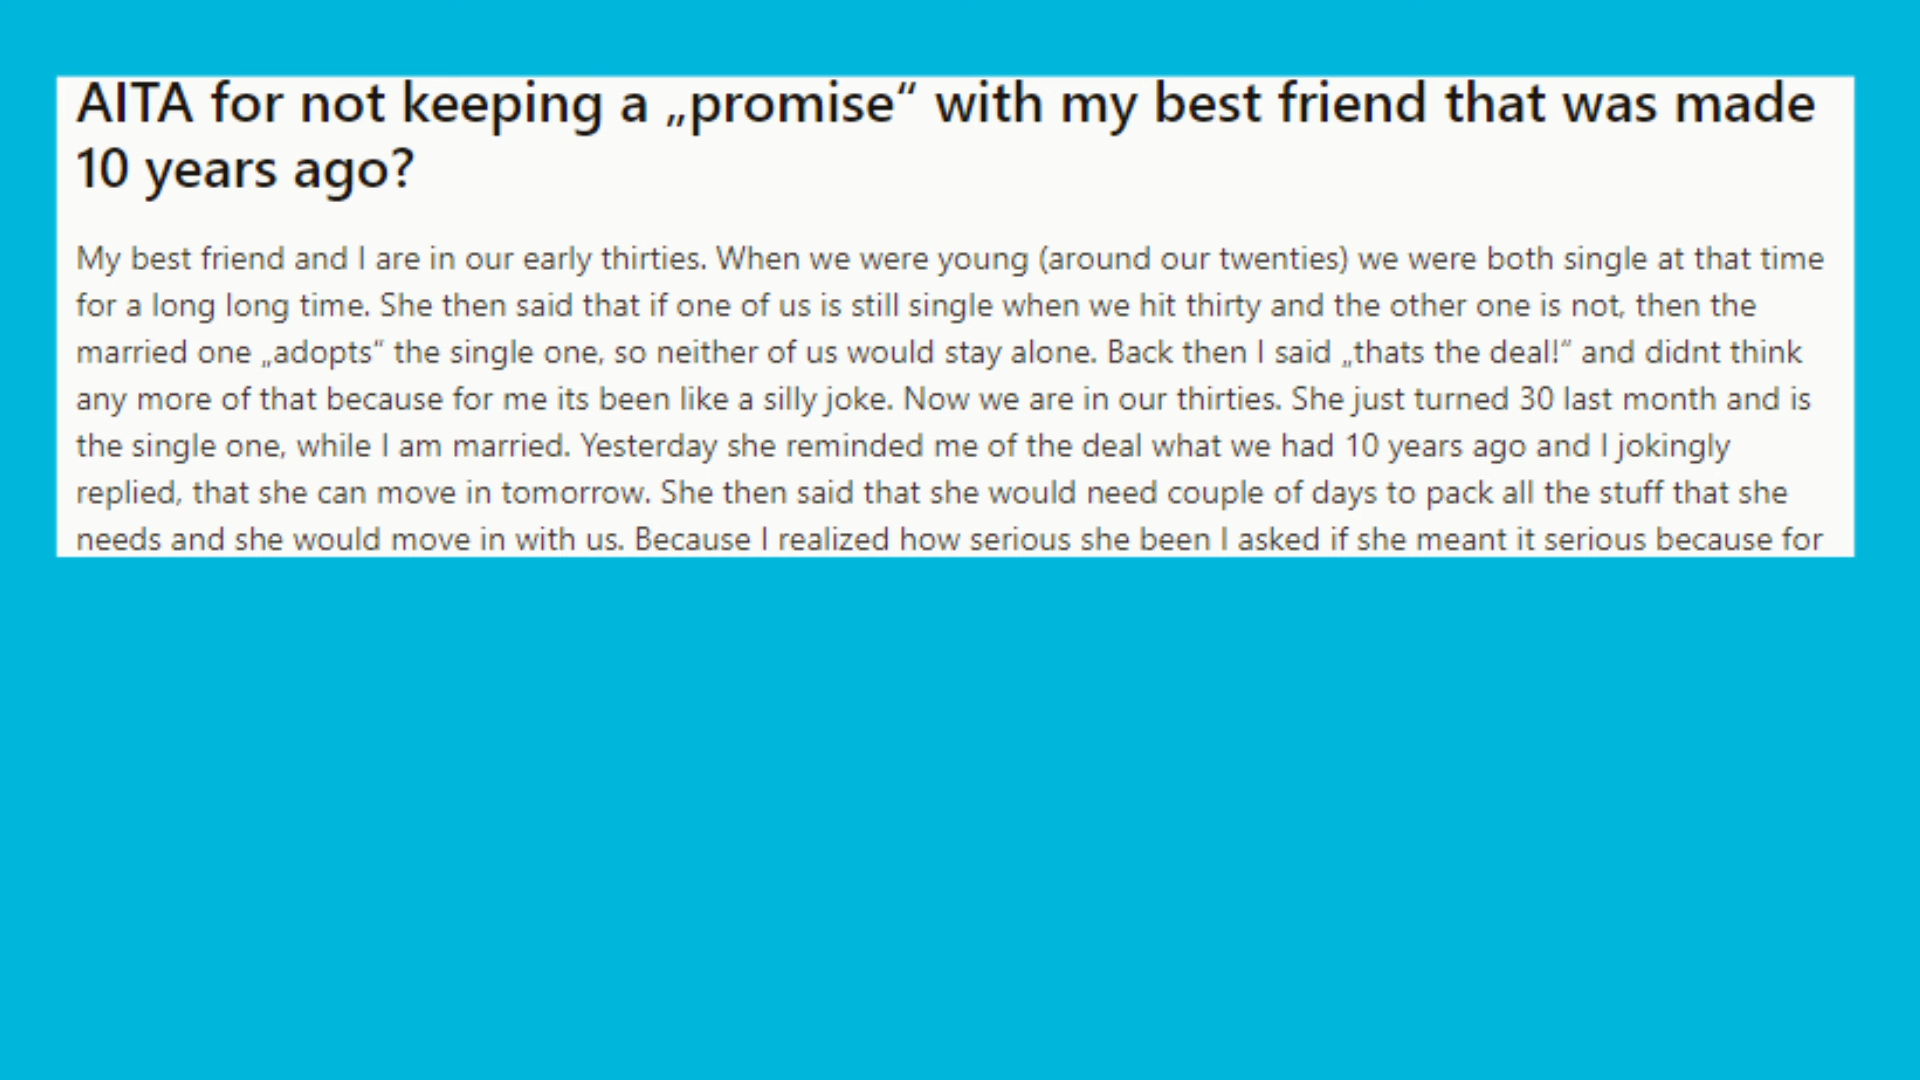 AITA for not keeping a „promise“ with my best friend that was made
10 years ago?
My best friend and I are in our early thirties. When we were young (around our twenties) we were both single at that time
for a long long time. She then said that if one of us is still single when we hit thirty and the other one is not, then the
married one „adopts“ the single one, so neither of us would stay alone. Back then I said „thats the deal!“ and didnt think
any more of that because for me its been like a silly joke. Now we are in our thirties. She just turned 30 last month and is
the single one, while I am married. Yesterday she reminded me of the deal what we had 10 years ago and I jokingly
replied, that she can move in tomorrow. She then said that she would need couple of days to pack all the stuff that she
needs and she would move in with us. Because I realized how serious she been I asked if she meant it serious because for